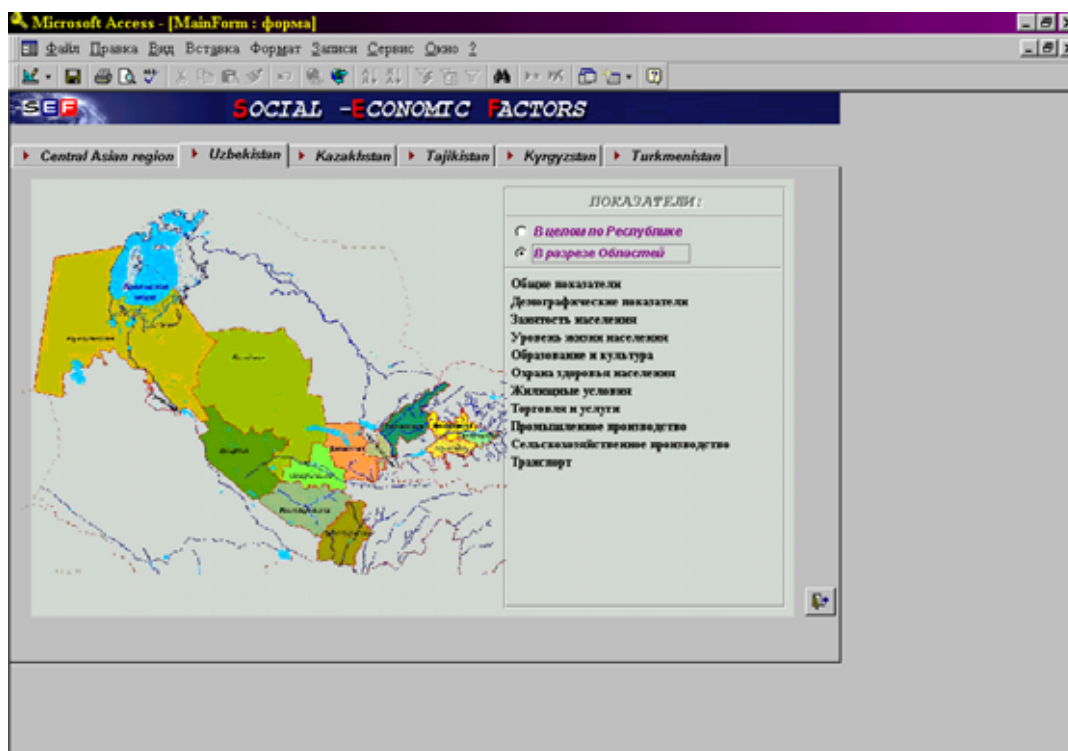 Microsoft Access - [MainForm : форма]
Файл Правка Вид Вставка Формат Записи Сервис Окно ?
SEF SOCIAL -ECONOMIC FACTORS
Central Asian region Uzbekistan Kazakhstan Tajikistan Kyrgyzstan Turkmenistan
ПОКАЗАТЕЛИ:
В целом по Республике
В разрезе Областей
Общие показатели
Демографические показатели
Занятость населения
Уровень жизни населения
Образование и культура
Охрана здоровья населения
Жилищные условия
Торговля и услуги
Промышленное производство
Сельскохозяйственное производство
Транспорт